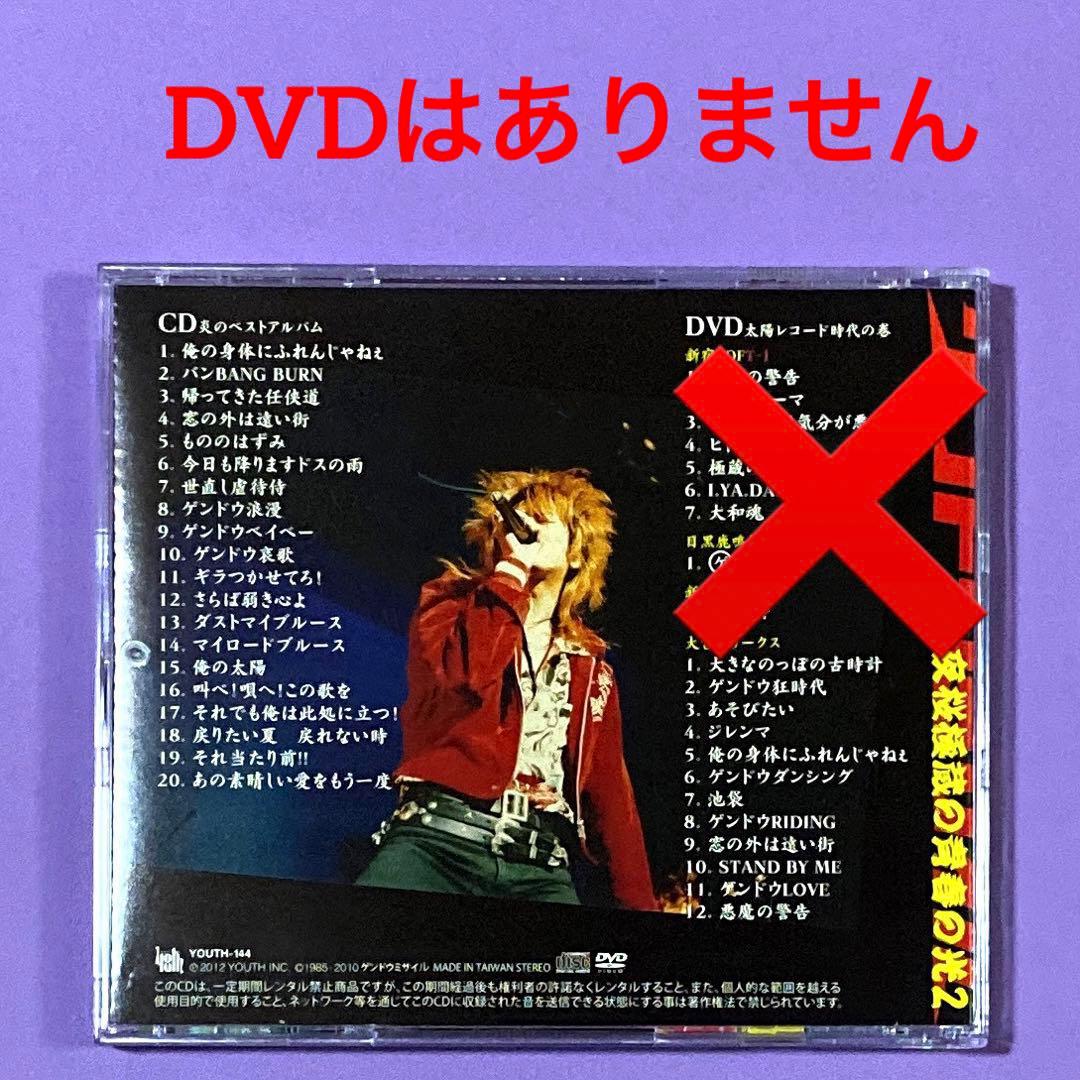 DVDはありません
CD炎のベストアルバム
1. 俺の身体にふれんじゃねぇ
2. バンBANG BURN
3. 帰ってきた任侠道
4. 窓の外は遠い街
5. もののはずみ
6. 今日も降りますドスの雨
7. 世直し虐待侍
8. ゲンドウ浪漫
9. ゲンドウベイベー
10. ゲンドウ哀歌
11. ギラつかせてろ!
12. さらば弱き心よ
13. ダストマイブルース
14. マイロードブルース
15. 俺の太陽
16. 叫べ!唄へ!この歌を
17. それでも俺は此処に立つ!
18. 戻りたい夏 戻れない時
19. それ当たり前!!
20. あの素晴しい愛をもう一度
DVD太陽レコード時代の巻
の警告
ーマ
3. 気分が悪
4.
5. 極蔵
6. I.YA.DA
7. 大和魂
目黒鹿鳴
1.
ークス
1. 大きなのっぽの古時計
2. ゲンドウ狂時代
3. あそびたい
4. ジレンマ
5. 俺の身体にふれんじゃねぇ
6. ゲンドウダンシング
7. 池袋
8. ゲンドウRIDING
9. 窓の外は遠い街
10. STAND BY ME
11. ゲンドウLOVE
12. 悪魔の警告
極蔵の青春の光2
YOUTH-144
℗2012 YOUTH INC. ©1985-2010 ゲンドウミサイル MADE IN TAIWAN STEREO
disc
DVD
このCDは、一定期間レンタル禁止商品ですが、この期間経過後も権利者の許諾なくレンタルすること、また、個人的な範囲を越える
使用目的で使用すること、ネットワーク等を通じてこのCDに収録された音を送信できる状態にする事は著作権法で禁じられています。